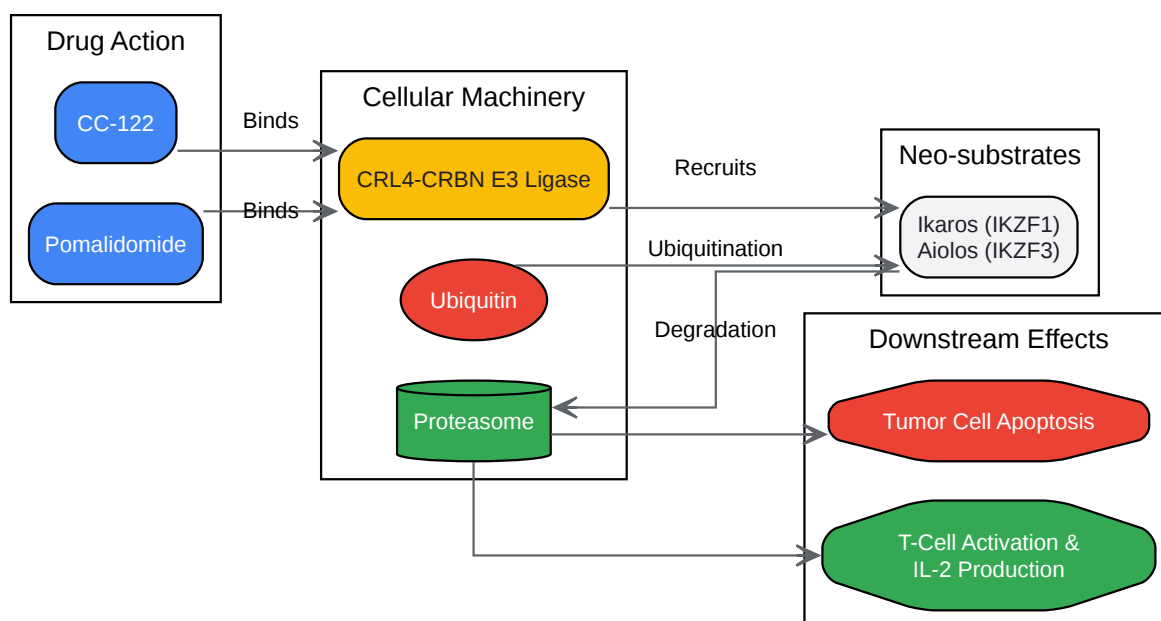 Drug Action
CC-122
Pomalidomide
Binds
Binds
Cellular Machinery
CRL4-CRBN E3 Ligase
Ubiquitin
Proteasome
Recruits
Ubiquitination
Degradation
Neo-substrates
Ikaros (IKZF1)
Aiolos (IKZF3)
Downstream Effects
Tumor Cell Apoptosis
T-Cell Activation &
IL-2 Production